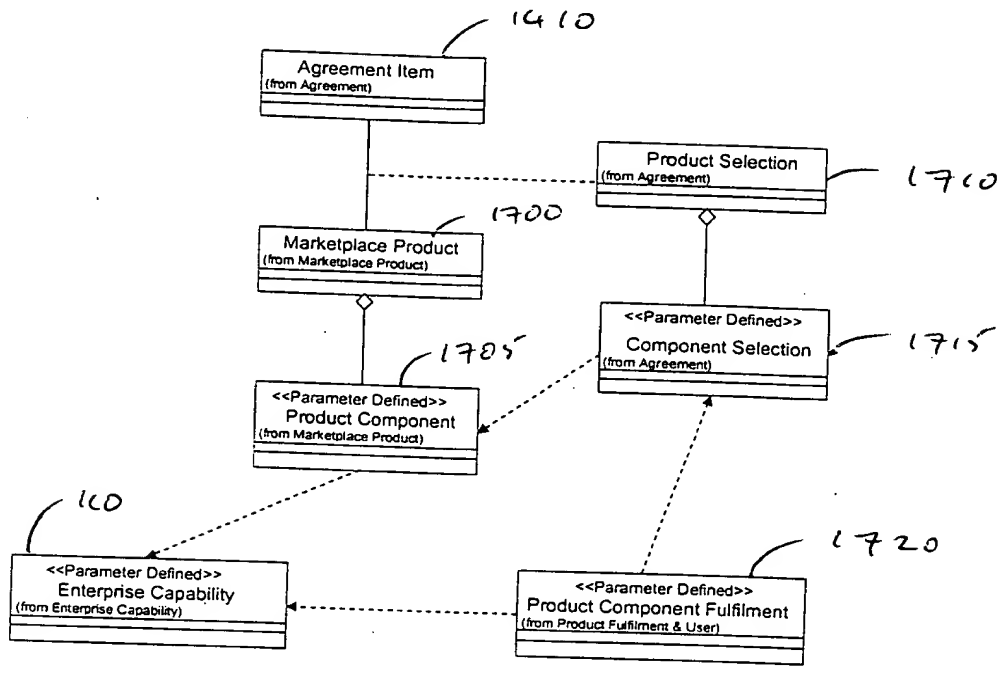 1410
Agreement Item
(from Agreement)
Product Selection
(from Agreement)
1710
1700
Marketplace Product
(from Marketplace Product)
<<Parameter Defined>>
Component Selection
(from Agreement)
1715
1705
<<Parameter Defined>>
Product Component
(from Marketplace Product)
110
<<Parameter Defined>>
Enterprise Capability
(from Enterprise Capability)
1720
<<Parameter Defined>>
Product Component Fulfilment
(from Product Fulfilment & User)